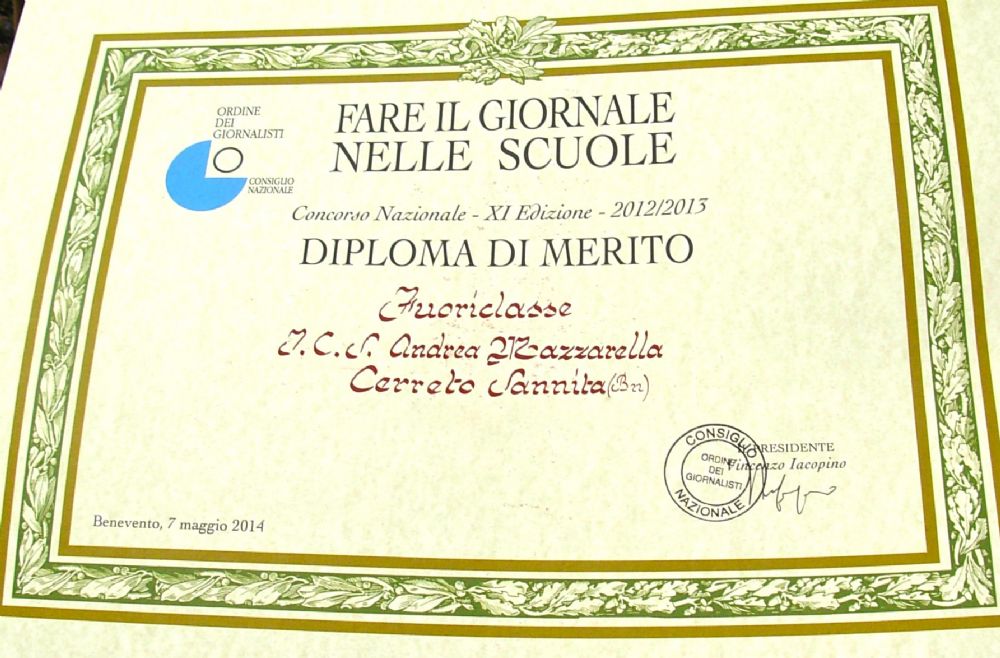 ORDINE
DEI
GIORNALISTI
CONSIGLIO
NAZIONALE
FARE IL GIORNALE
NELLE SCUOLE
Concorso Nazionale - XI Edizione - 2012/2013
DIPLOMA DI MERITO
Fuoriclasse
I.C.S. Andrea Mazzarella
Cerreto Sannita (Bn)
CONSIGLIO
ORDINE
DEI
GIORNALISTI
NAZIONALE
PRESIDENTE
Vincenzo Iacopino
Benevento, 7 maggio 2014